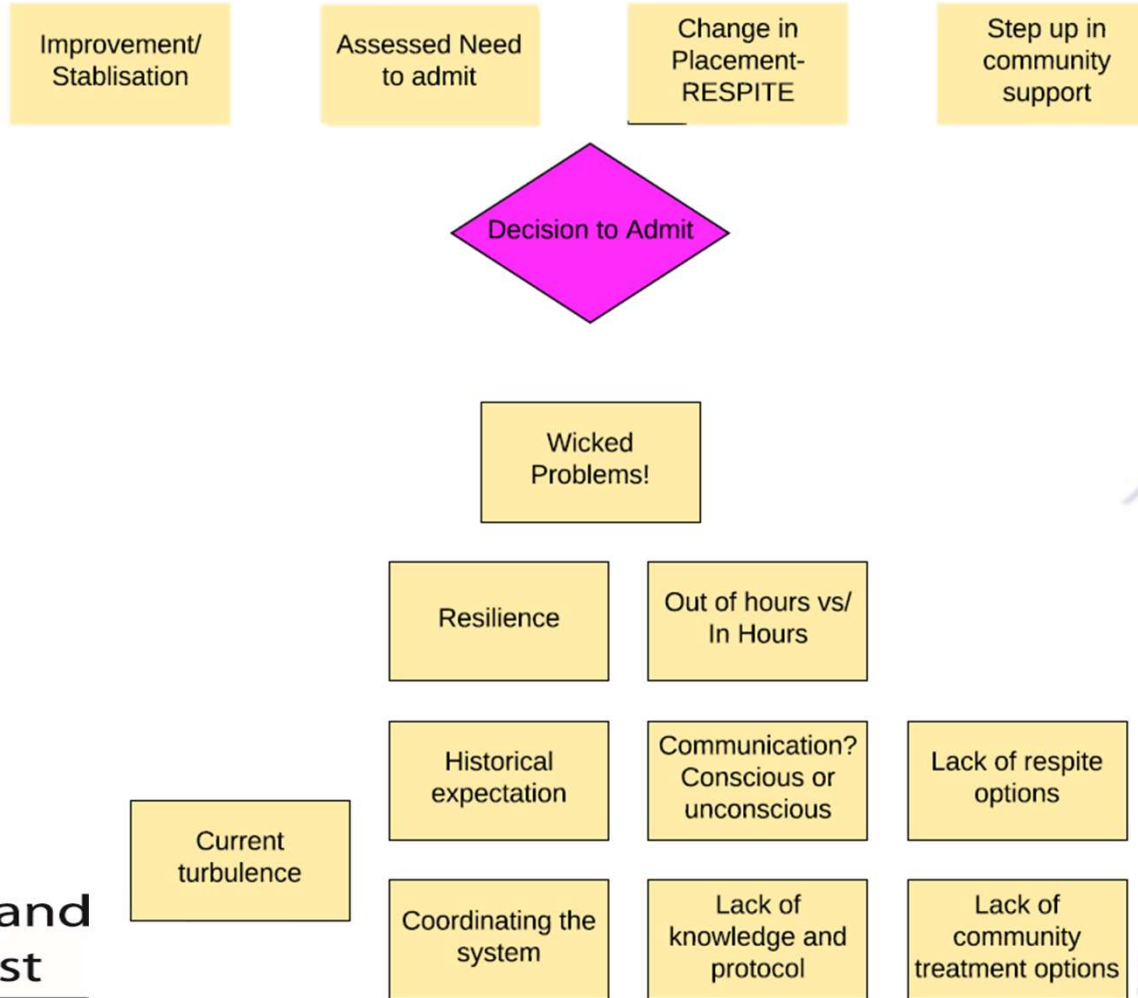 Improvement/
Stablisation
Assessed Need
to admit
Change in
Placement-
RESPITE
Step up in
community
support
Decision to Admit
Wicked
Problems!
Resilience
Out of hours vs/
In Hours
Historical
expectation
Communication?
Conscious or
unconscious
Lack of respite
options
Current
turbulence
Coordinating the
system
Lack of
knowledge and
protocol
Lack of
community
treatment options
and
st